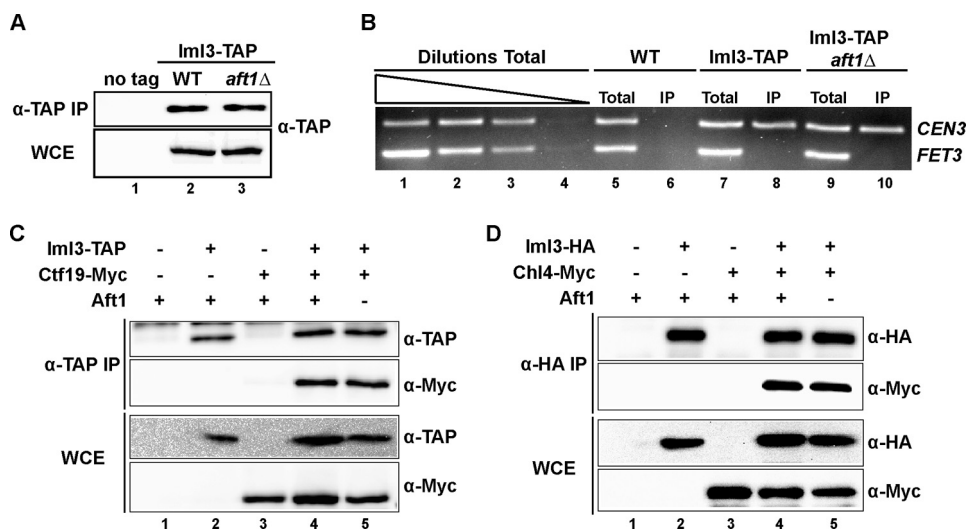 A
Iml3-TAP
no tag WT aft1Δ
α-TAP IP
WCE
α-TAP
1 2 3
B
Dilutions Total WT Iml3-TAP Iml3-TAP aft1Δ
Total IP Total IP Total IP
CEN3
FET3
1 2 3 4 5 6 7 8 9 10
C
Iml3-TAP - + - + +
Ctf19-Myc - - + + +
Aft1 + + + + -
α-TAP IP
α-TAP
α-Myc
WCE
α-TAP
α-Myc
1 2 3 4 5
D
Iml3-HA - + - + +
Chl4-Myc - - + + +
Aft1 + + + + -
α-HA IP
α-HA
α-Myc
WCE
α-HA
α-Myc
1 2 3 4 5